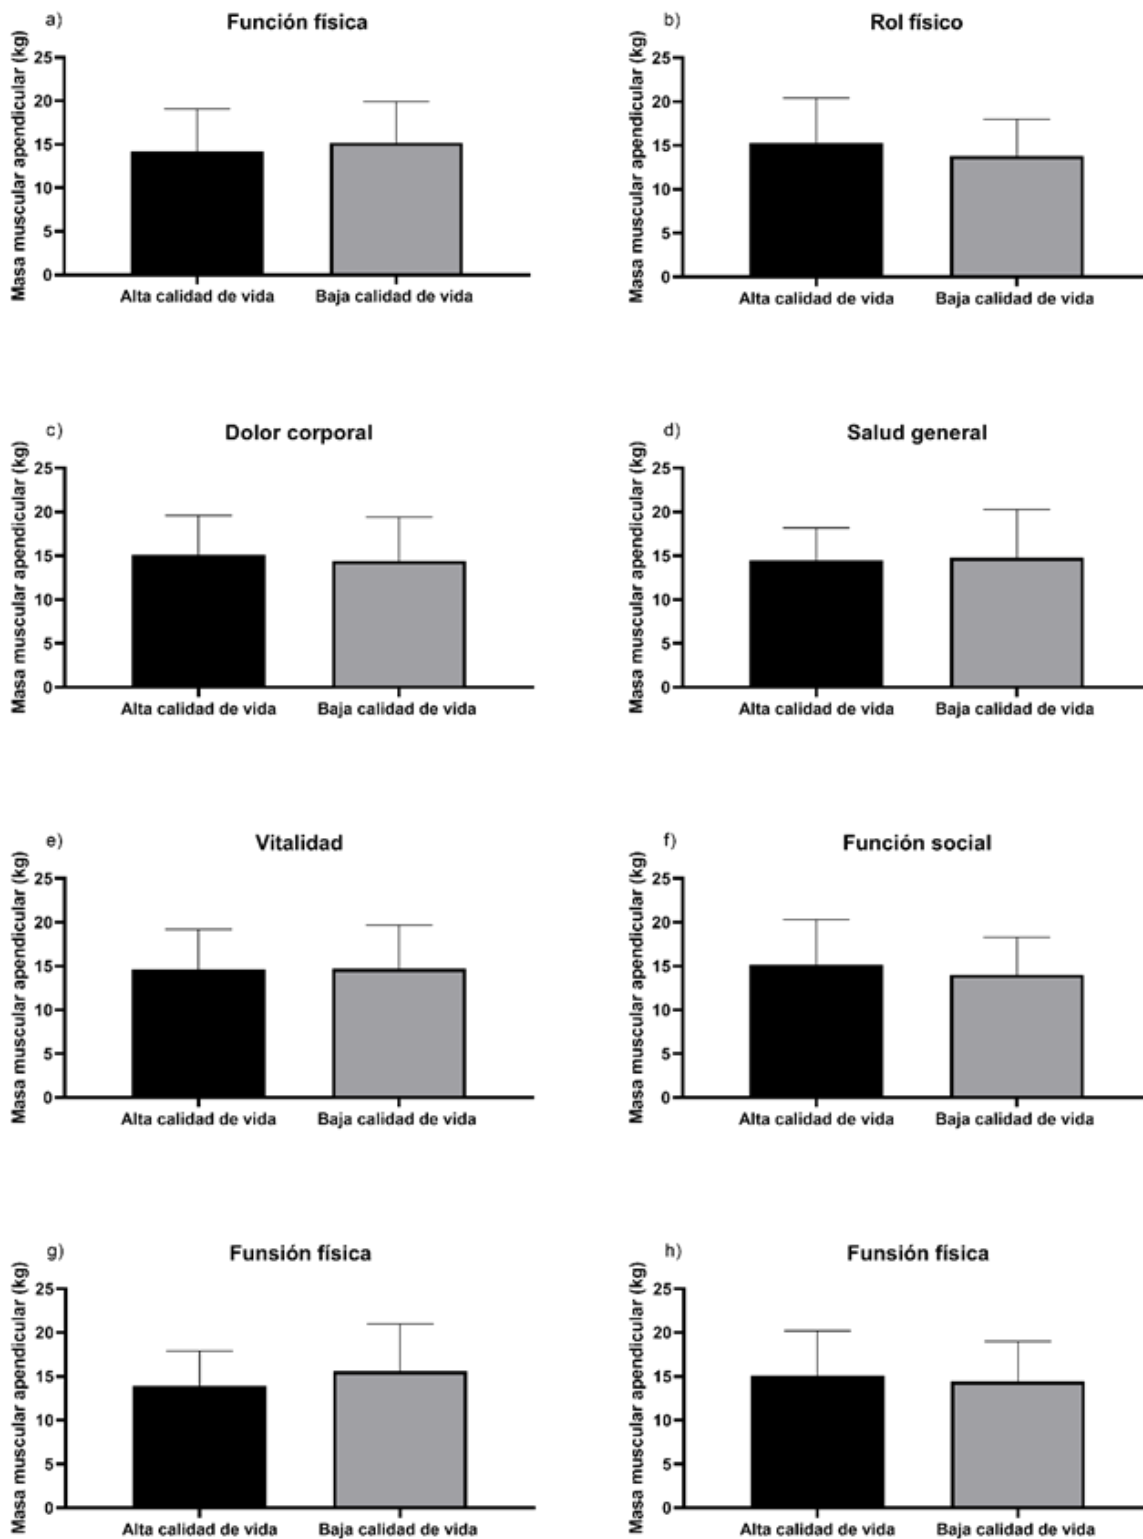 a) Función física
Masa muscular apendicular (kg)
25
20
15
10
5
0
Alta calidad de vida Baja calidad de vida
b) Rol físico
Masa muscular apendicular (kg)
25
20
15
10
5
0
Alta calidad de vida Baja calidad de vida
c) Dolor corporal
Masa muscular apendicular (kg)
25
20
15
10
5
0
Alta calidad de vida Baja calidad de vida
d) Salud general
Masa muscular apendicular (kg)
25
20
15
10
5
0
Alta calidad de vida Baja calidad de vida
e) Vitalidad
Masa muscular apendicular (kg)
25
20
15
10
5
0
Alta calidad de vida Baja calidad de vida
f) Función social
Masa muscular apendicular (kg)
25
20
15
10
5
0
Alta calidad de vida Baja calidad de vida
g) Funsión física
Masa muscular apendicular (kg)
25
20
15
10
5
0
Alta calidad de vida Baja calidad de vida
h) Funsión física
Masa muscular apendicular (kg)
25
20
15
10
5
0
Alta calidad de vida Baja calidad de vida